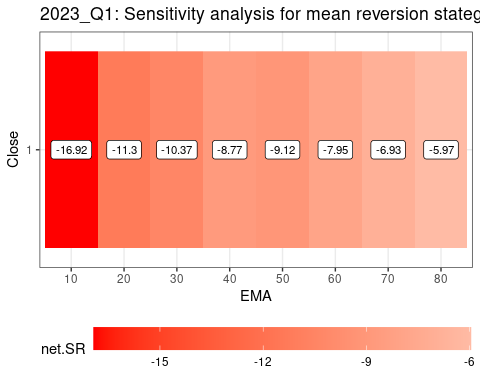 2023_Q1: Sensitivity analysis for mean reversion stateg
Close
1
-16.92 -11.3 -10.37 -8.77 -9.12 -7.95 -6.93 -5.97
10 20 30 40 50 60 70 80
EMA
net.SR
-15 -12 -9 -6